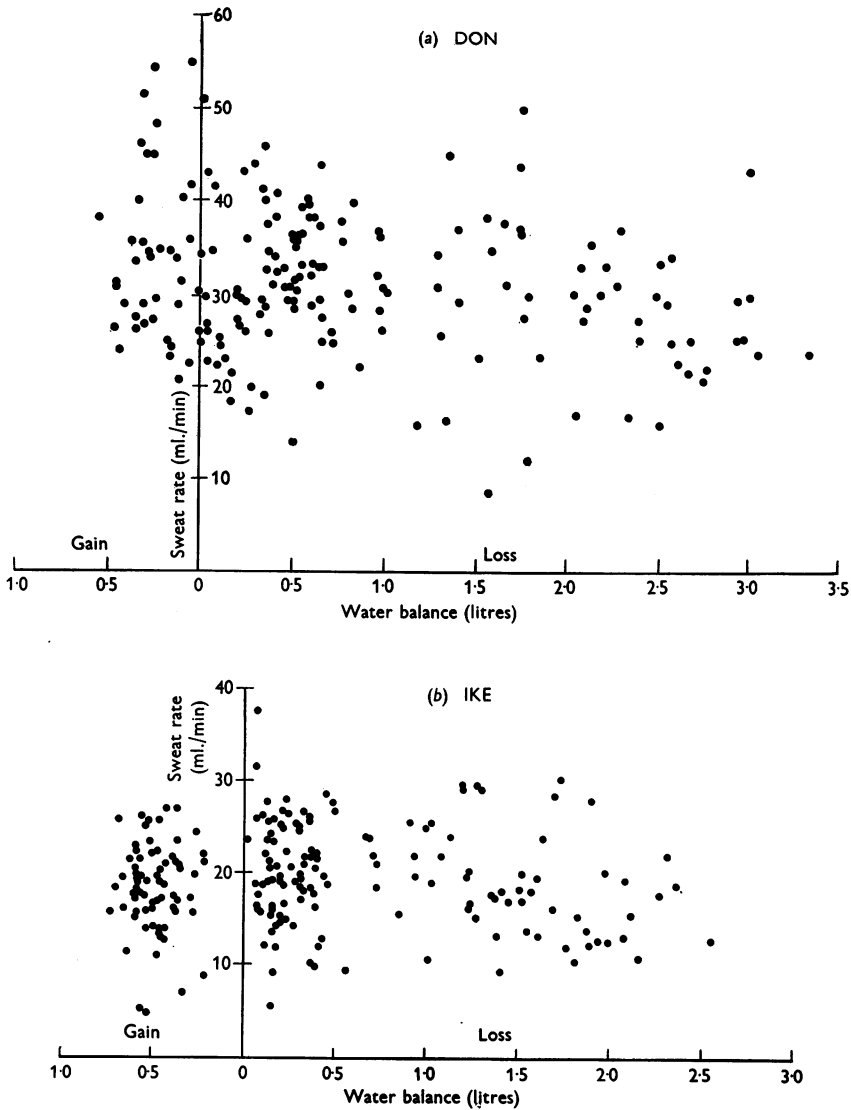 60
(a) DON
50
40
30
20
10
Sweat rate (ml./min)
Gain
Loss
1·0 0·5 0 0·5 1·0 1·5 2·0 2·5 3·0 3·5
Water balance (litres)
40
(b) IKE
Sweat rate
(ml./min)
30
20
10
Gain
Loss
1·0 0·5 0 0·5 1·0 1·5 2·0 2·5 3·0
Water balance (litres)